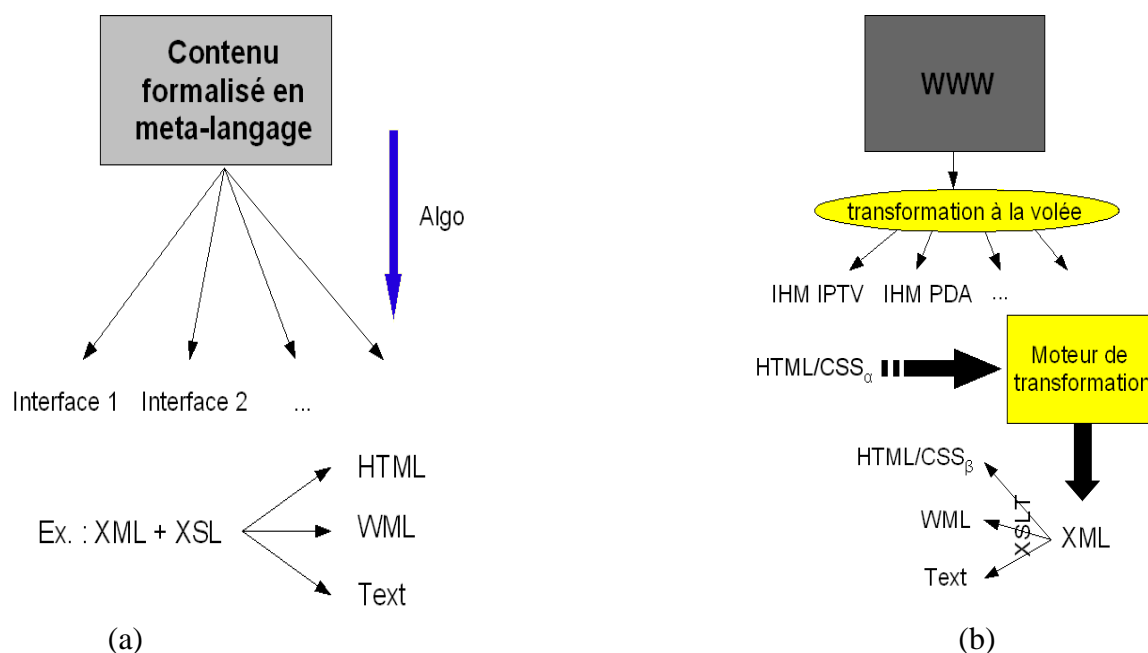 Contenu
formalisé en
meta-langage
Algo
Interface 1 Interface 2 ...
Ex. : XML + XSL
HTML
WML
Text
(a)
WWW
transformation à la volée
IHM IPTV IHM PDA ...
HTML/CSSα
Moteur de
transformation
HTML/CSSβ
WML
Text
XSLT
XML
(b)